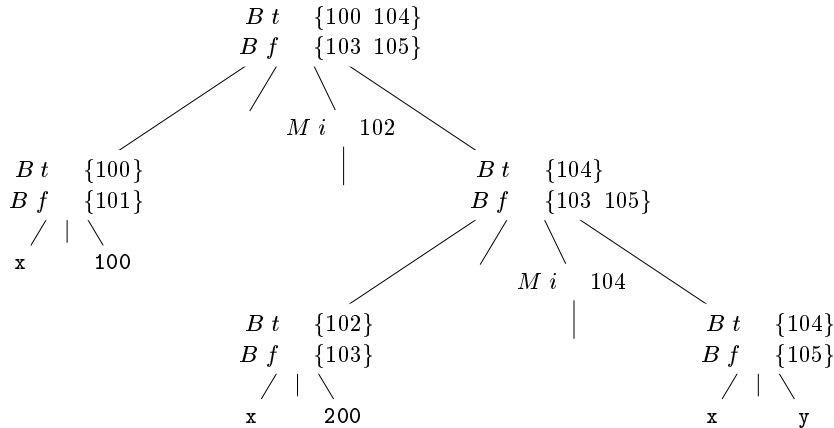 B t {100 104}
B f {103 105}
M i 102
B t {100}
B f {101}
B t {104}
B f {103 105}
x 100
M i 104
B t {102}
B f {103}
B t {104}
B f {105}
x 200
x y